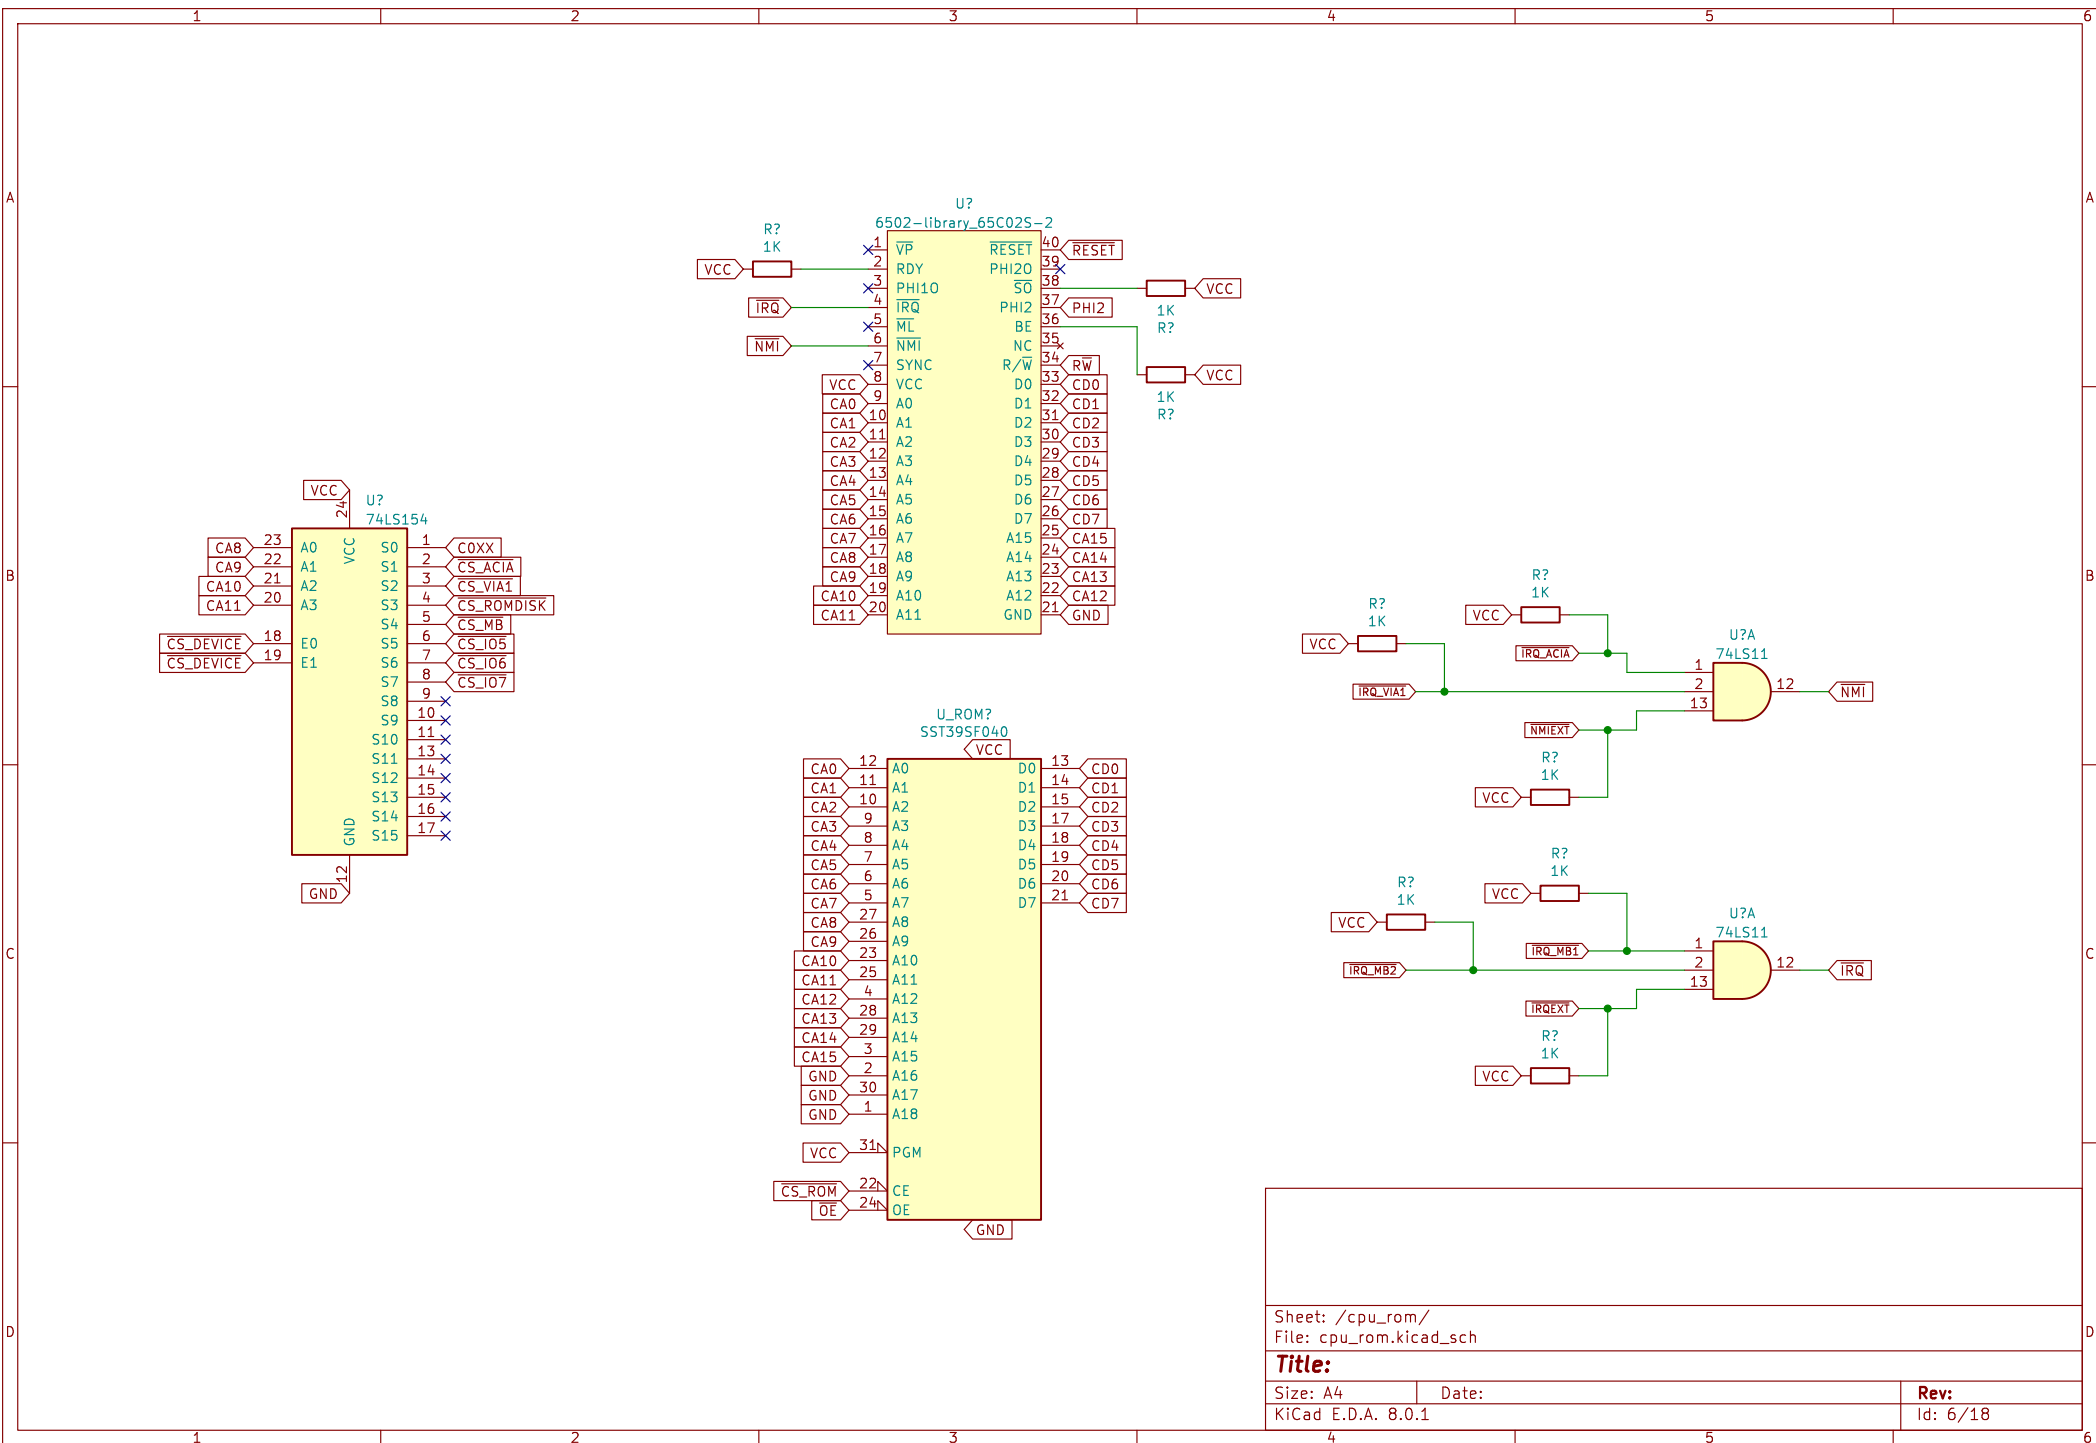 1 2 3 4 5 6
A A
B B
C C
D D
1 2 3 4 5 6
U?
6502-library_65C02S-2
R?
1K
VCC
1 VP
2 RDY
3 PHI1O
IRQ 4 IRQ
5 ML
NMI 6 NMI
7 SYNC
VCC 8 VCC
CA0 9 A0
CA1 10 A1
CA2 11 A2
CA3 12 A3
CA4 13 A4
CA5 14 A5
CA6 15 A6
CA7 16 A7
CA8 17 A8
CA9 18 A9
CA10 19 A10
CA11 20 A11
RESET 40 RESET
PHI2O 39
SO 38
PHI2 37 PHI2
BE 36
NC 35
R/W 34 RW
D0 33 CD0
D1 32 CD1
D2 31 CD2
D3 30 CD3
D4 29 CD4
D5 28 CD5
D6 27 CD6
D7 26 CD7
A15 25 CA15
A14 24 CA14
A13 23 CA13
A12 22 CA12
GND 21 GND
VCC
1K
R?
VCC
1K
R?
VCC
24
U?
74LS154
VCC
CA8 23 A0
CA9 22 A1
CA10 21 A2
CA11 20 A3
CS_DEVICE 18 E0
CS_DEVICE 19 E1
S0 1 C0XX
S1 2 CS_ACIA
S2 3 CS_VIA1
S3 4 CS_ROMDISK
S4 5 CS_MB
S5 6 CS_IO5
S6 7 CS_IO6
S7 8 CS_IO7
S8 9
S9 10
S10 11
S11 13
S12 14
S13 15
S14 16
S15 17
GND
12
GND
U_ROM?
SST39SF040
VCC
CA0 12 A0
CA1 11 A1
CA2 10 A2
CA3 9 A3
CA4 8 A4
CA5 7 A5
CA6 6 A6
CA7 5 A7
CA8 27 A8
CA9 26 A9
CA10 23 A10
CA11 25 A11
CA12 4 A12
CA13 28 A13
CA14 29 A14
CA15 3 A15
GND 2 A16
GND 30 A17
GND 1 A18
VCC 31 PGM
CS_ROM 22 CE
OE 24 OE
D0 13 CD0
D1 14 CD1
D2 15 CD2
D3 17 CD3
D4 18 CD4
D5 19 CD5
D6 20 CD6
D7 21 CD7
GND
R?
1K
VCC
R?
1K
VCC
IRQ_ACIA
IRQ_VIA1
NMIEXT
R?
1K
VCC
U?A
74LS11
1
2
13
12 NMI
R?
1K
VCC
R?
1K
VCC
IRQ_MB1
IRQ_MB2
IRQEXT
R?
1K
VCC
U?A
74LS11
1
2
13
12 IRQ
Sheet: /cpu_rom/
File: cpu_rom.kicad_sch
Title:
Size: A4 Date: Rev:
KiCad E.D.A. 8.0.1 Id: 6/18